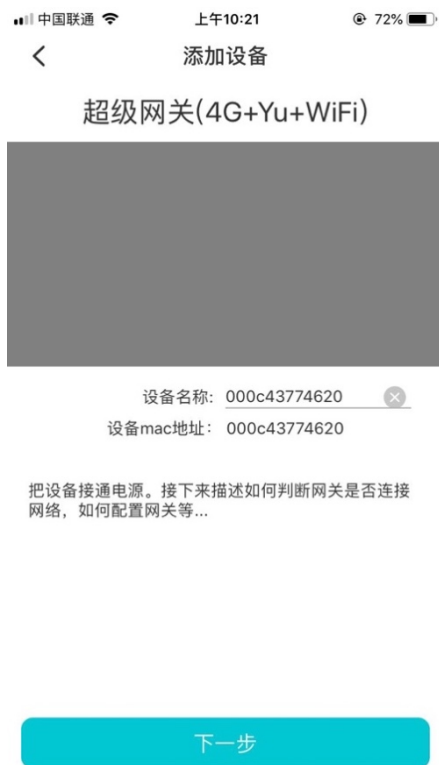 中国联通 上午10:21 72%
添加设备
超级网关(4G+Yu+WiFi)
设备名称: 000c43774620
设备mac地址: 000c43774620
把设备接通电源。接下来描述如何判断网关是否连接
网络，如何配置网关等...
下一步